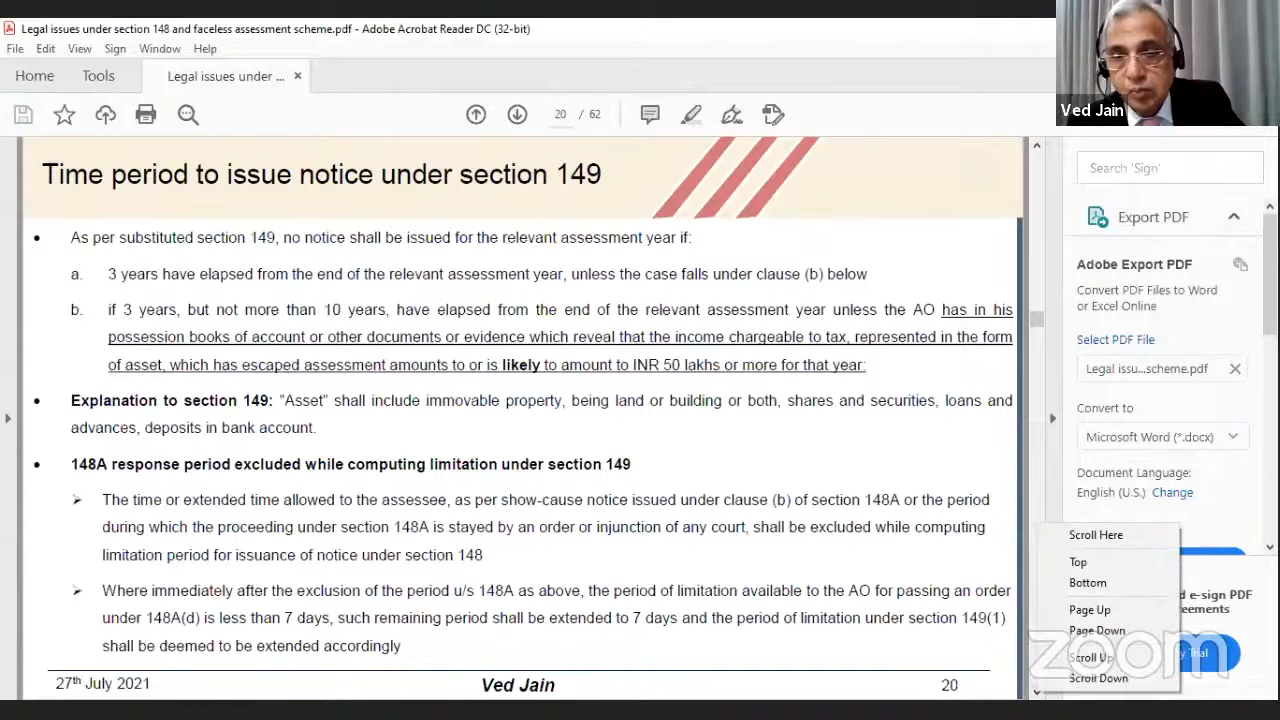 Legal issues under section 148 and faceless assessment scheme.pdf - Adobe Acrobat Reader DC (32-bit)
File Edit View Sign Window Help
Home Tools Legal issues under ... ×
20 / 62
Ved Jain
Time period to issue notice under section 149
• As per substituted section 149, no notice shall be issued for the relevant assessment year if:
a. 3 years have elapsed from the end of the relevant assessment year, unless the case falls under clause (b) below
b. if 3 years, but not more than 10 years, have elapsed from the end of the relevant assessment year unless the AO has in his
possession books of account or other documents or evidence which reveal that the income chargeable to tax, represented in the form
of asset, which has escaped assessment amounts to or is likely to amount to INR 50 lakhs or more for that year:
• Explanation to section 149: "Asset" shall include immovable property, being land or building or both, shares and securities, loans and
advances, deposits in bank account.
• 148A response period excluded while computing limitation under section 149
➢ The time or extended time allowed to the assessee, as per show-cause notice issued under clause (b) of section 148A or the period
during which the proceeding under section 148A is stayed by an order or injunction of any court, shall be excluded while computing
limitation period for issuance of notice under section 148
➢ Where immediately after the exclusion of the period u/s 148A as above, the period of limitation available to the AO for passing an order
under 148A(d) is less than 7 days, such remaining period shall be extended to 7 days and the period of limitation under section 149(1)
shall be deemed to be extended accordingly
27th July 2021 Ved Jain 20
Search 'Sign'
Export PDF
Adobe Export PDF
Convert PDF Files to Word
or Excel Online
Select PDF File
Legal issu...scheme.pdf ×
Convert to
Microsoft Word (*.docx)
Document Language:
English (U.S.) Change
Scroll Here
Top
Bottom
Page Up
Page Down
Scroll Up
Scroll Down
e-sign PDF
Trial
zoom